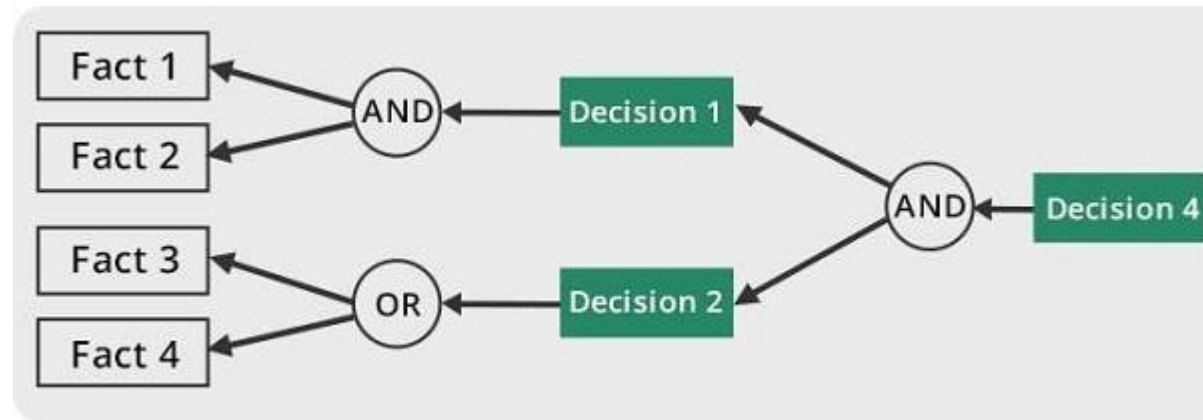 Fact 1
Fact 2
AND
Decision 1
Fact 3
Fact 4
OR
Decision 2
AND
Decision 4